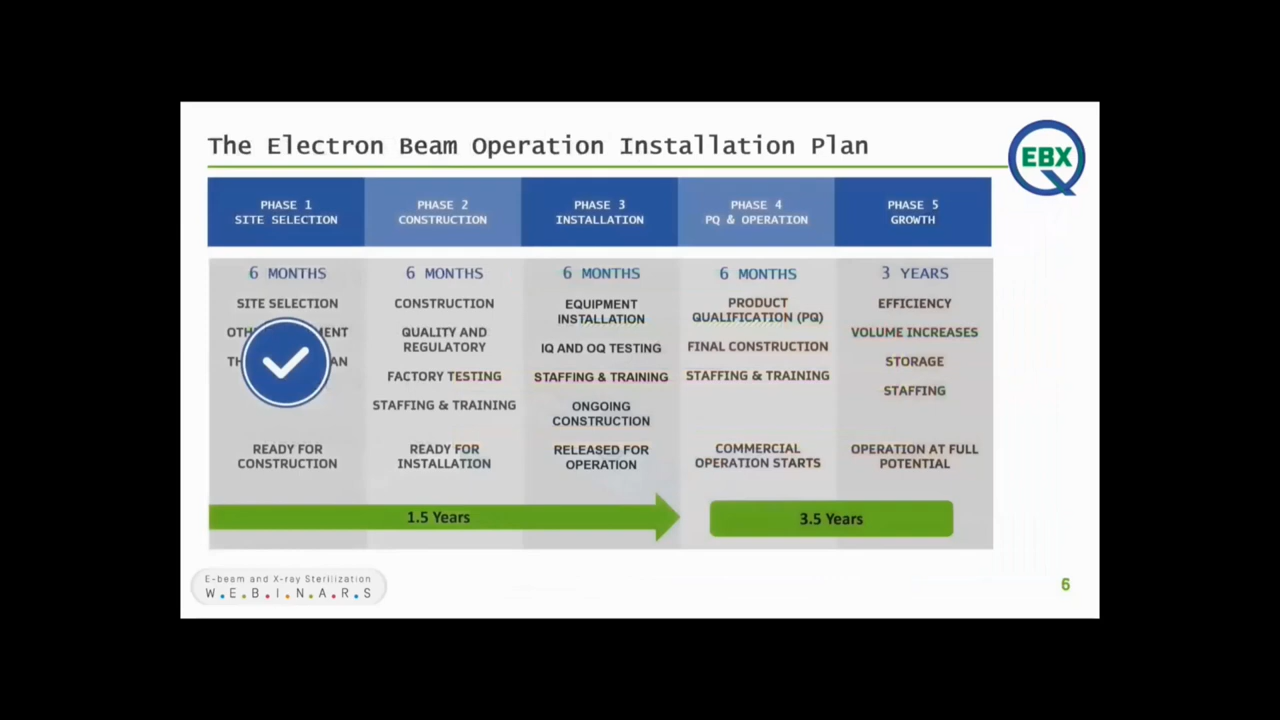 The Electron Beam Operation Installation Plan
EBX
PHASE 1
SITE SELECTION
PHASE 2
CONSTRUCTION
PHASE 3
INSTALLATION
PHASE 4
PQ & OPERATION
PHASE 5
GROWTH
6 MONTHS
SITE SELECTION
READY FOR
CONSTRUCTION
6 MONTHS
CONSTRUCTION
QUALITY AND
REGULATORY
FACTORY TESTING
STAFFING & TRAINING
READY FOR
INSTALLATION
6 MONTHS
EQUIPMENT
INSTALLATION
IQ AND OQ TESTING
STAFFING & TRAINING
ONGOING
CONSTRUCTION
RELEASED FOR
OPERATION
6 MONTHS
PRODUCT
QUALIFICATION (PQ)
FINAL CONSTRUCTION
STAFFING & TRAINING
COMMERCIAL
OPERATION STARTS
3 YEARS
EFFICIENCY
VOLUME INCREASES
STORAGE
STAFFING
OPERATION AT FULL
POTENTIAL
1.5 Years
3.5 Years
E-beam and X-ray Sterilization
W.E.B.I.N.A.R.S
6